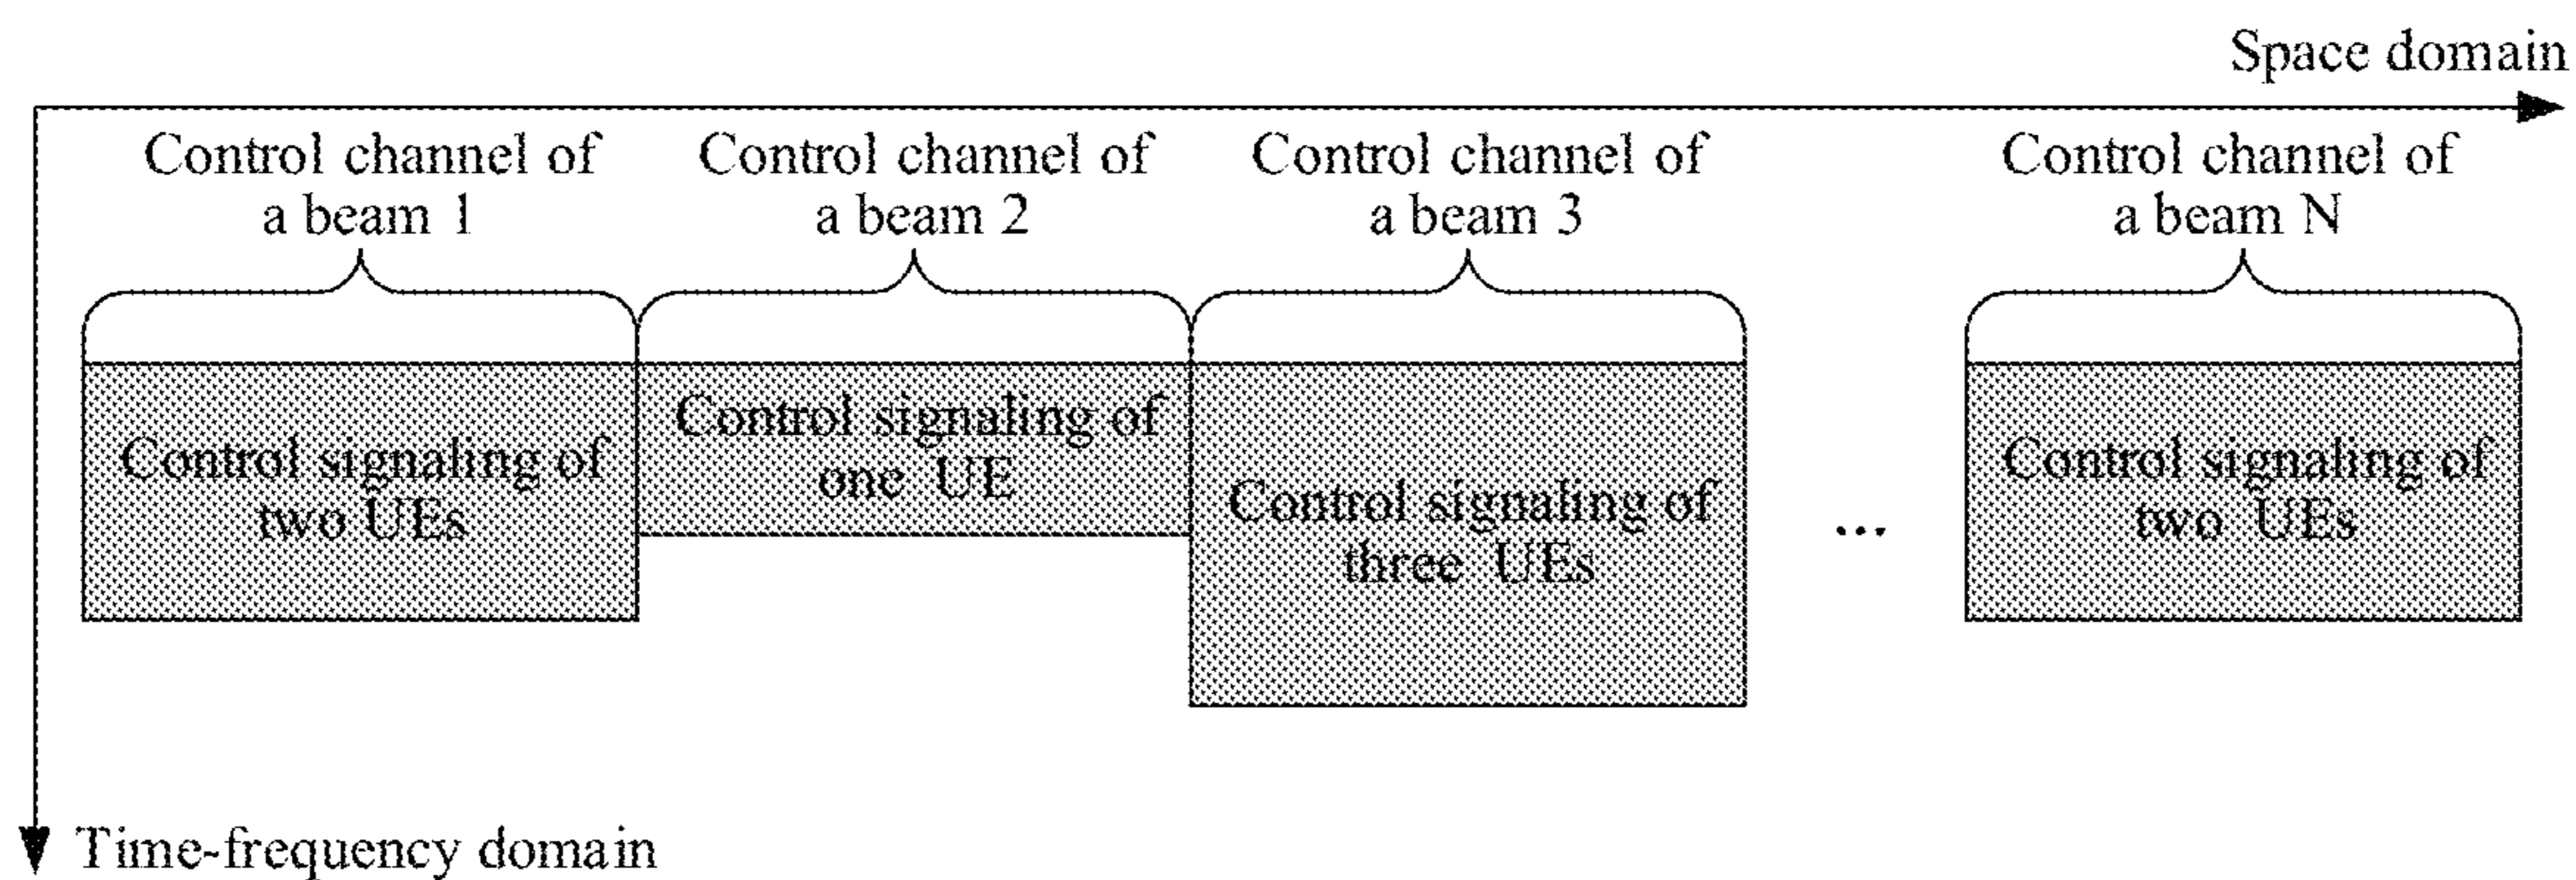 Space domain
Control channel of
a beam 1
Control channel of
a beam 2
Control channel of
a beam 3
Control channel of
a beam N
Control signaling of
two UEs
Control signaling of
one UE
Control signaling of
three UEs
...
Control signaling of
two UEs
Time-frequency domain